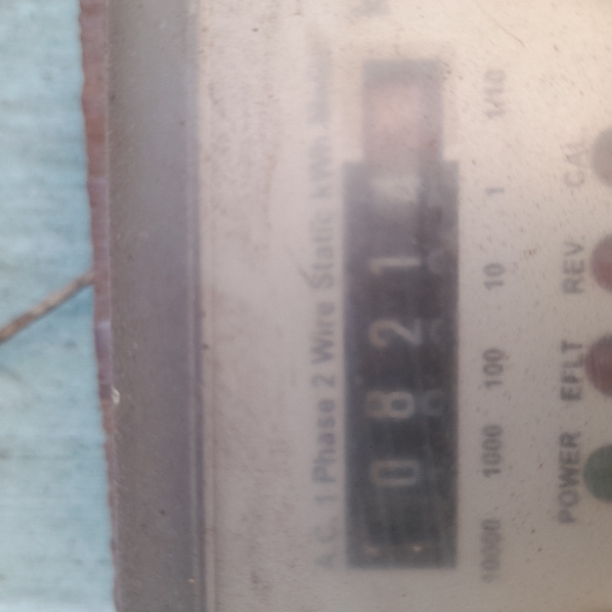 A.C. 1 Phase 2 Wire Static kWh
0 8 2 1
10000 1000 100 10 1 1/10
POWER EFLT REV. CAL